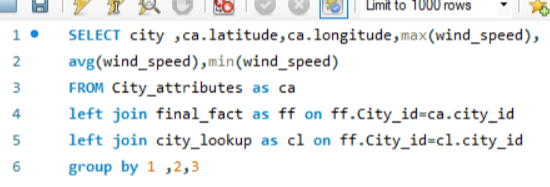 Limit to 1000 rows
1 SELECT city ,ca.latitude,ca.longitude,max(wind_speed),
2 avg(wind_speed),min(wind_speed)
3 FROM City_attributes as ca
4 left join final_fact as ff on ff.City_id=ca.city_id
5 left join city_lookup as cl on ff.City_id=cl.city_id
6 group by 1 ,2,3